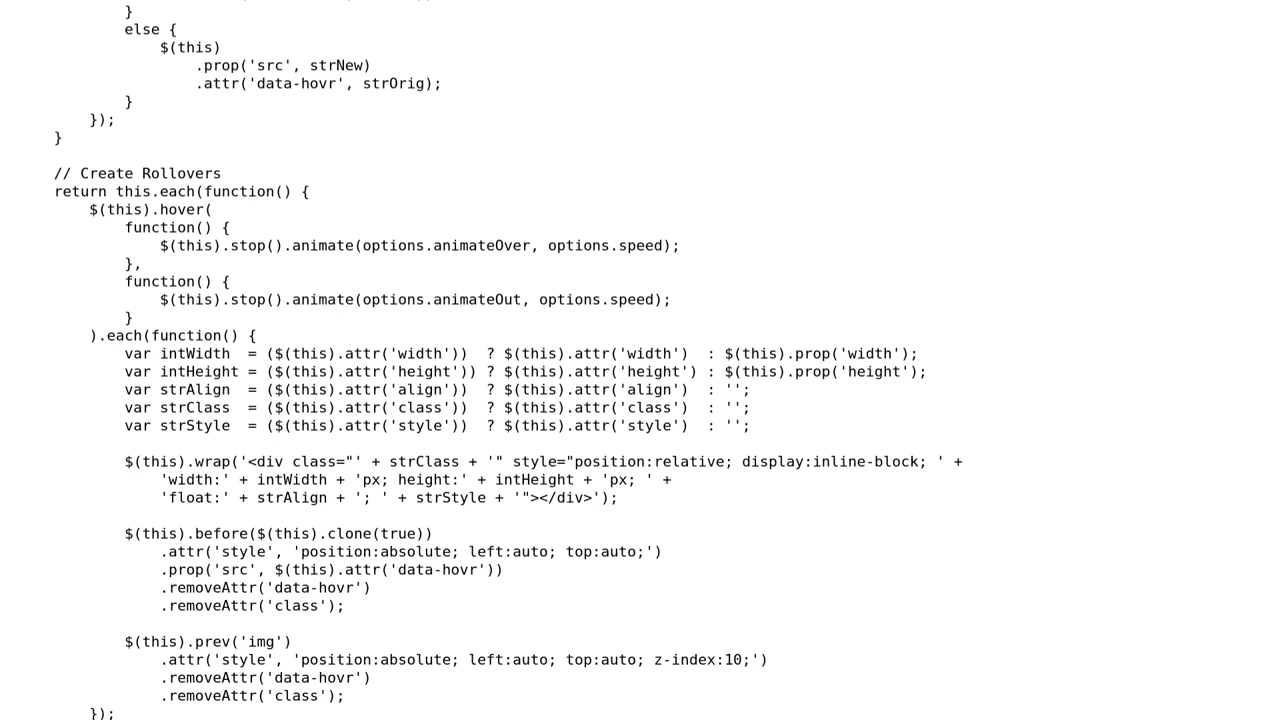 }
else {
$(this)
.prop('src', strNew)
.attr('data-hovr', strOrig);
}
});
}
// Create Rollovers
return this.each(function() {
$(this).hover(
function() {
$(this).stop().animate(options.animateOver, options.speed);
},
function() {
$(this).stop().animate(options.animateOut, options.speed);
}
).each(function() {
var intWidth  = ($(this).attr('width'))  ? $(this).attr('width')  : $(this).prop('width');
var intHeight = ($(this).attr('height')) ? $(this).attr('height') : $(this).prop('height');
var strAlign  = ($(this).attr('align'))  ? $(this).attr('align')  : '';
var strClass  = ($(this).attr('class'))  ? $(this).attr('class')  : '';
var strStyle  = ($(this).attr('style'))  ? $(this).attr('style')  : '';
$(this).wrap('<div class="' + strClass + '" style="position:relative; display:inline-block; ' +
'width:' + intWidth + 'px; height:' + intHeight + 'px; ' +
'float:' + strAlign + '; ' + strStyle + '"></div>');
$(this).before($(this).clone(true))
.attr('style', 'position:absolute; left:auto; top:auto;')
.prop('src', $(this).attr('data-hovr'))
.removeAttr('data-hovr')
.removeAttr('class');
$(this).prev('img')
.attr('style', 'position:absolute; left:auto; top:auto; z-index:10;')
.removeAttr('data-hovr')
.removeAttr('class');
});